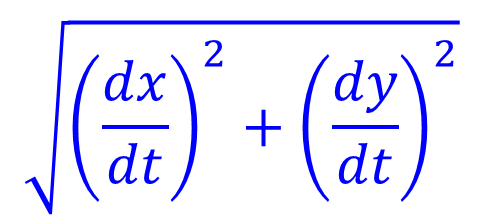 √((dx/dt)² + (dy/dt)²)